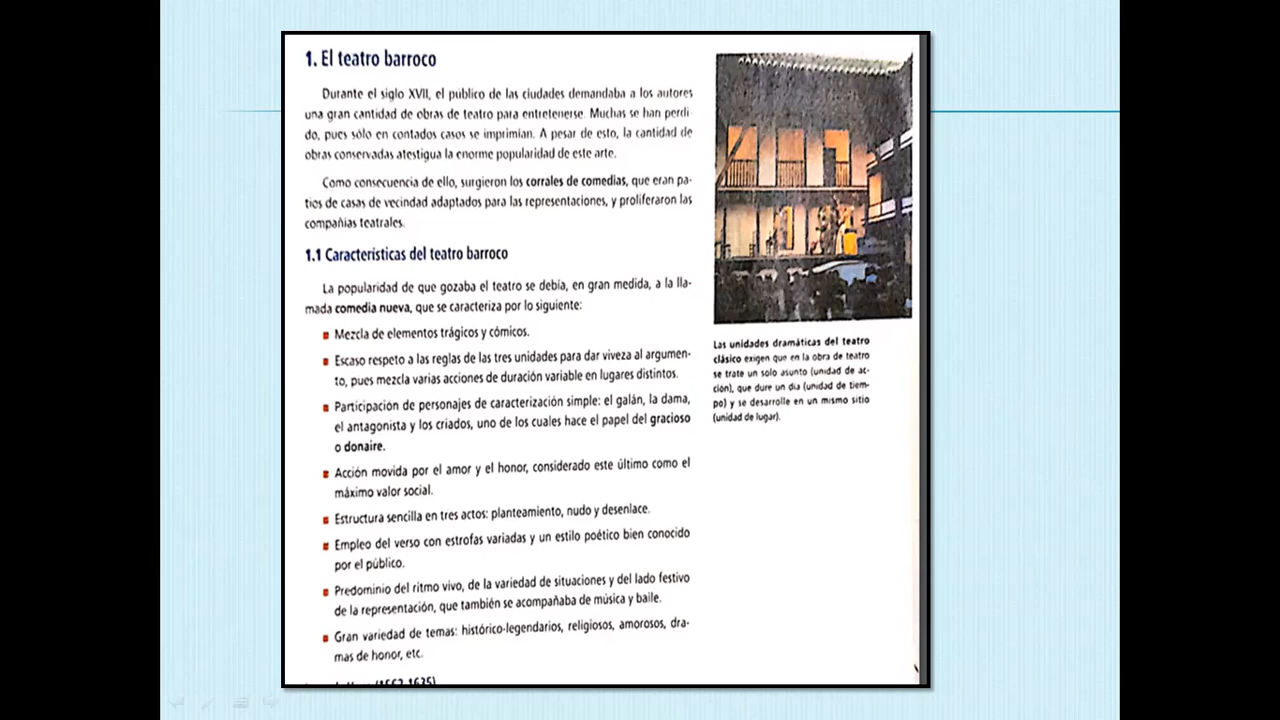 1. El teatro barroco
Durante el siglo XVII, el público de las ciudades demandaba a los autores
una gran cantidad de obras de teatro para entretenerse. Muchas se han perdi-
do, pues sólo en contados casos se imprimían. A pesar de esto, la cantidad de
obras conservadas atestigua la enorme popularidad de este arte.
Como consecuencia de ello, surgieron los corrales de comedias, que eran pa-
tios de casas de vecindad adaptados para las representaciones, y proliferaron las
compañías teatrales.
1.1 Características del teatro barroco
La popularidad de que gozaba el teatro se debía, en gran medida, a la lla-
mada comedia nueva, que se caracteriza por lo siguiente:
Mezcla de elementos trágicos y cómicos.
Escaso respeto a las reglas de las tres unidades para dar viveza al argumen-
to, pues mezcla varias acciones de duración variable en lugares distintos.
Participación de personajes de caracterización simple: el galán, la dama,
el antagonista y los criados, uno de los cuales hace el papel del gracioso
o donaire.
Acción movida por el amor y el honor, considerado este último como el
máximo valor social.
Estructura sencilla en tres actos: planteamiento, nudo y desenlace.
Empleo del verso con estrofas variadas y un estilo poético bien conocido
por el público.
Predominio del ritmo vivo, de la variedad de situaciones y del lado festivo
de la representación, que también se acompañaba de música y baile.
Gran variedad de temas: histórico-legendarios, religiosos, amorosos, dra-
mas de honor, etc.
Las unidades dramáticas del teatro
clásico exigen que en la obra de teatro
se trate un solo asunto (unidad de ac-
ción), que dure un día (unidad de tiem-
po) y se desarrolle en un mismo sitio
(unidad de lugar).